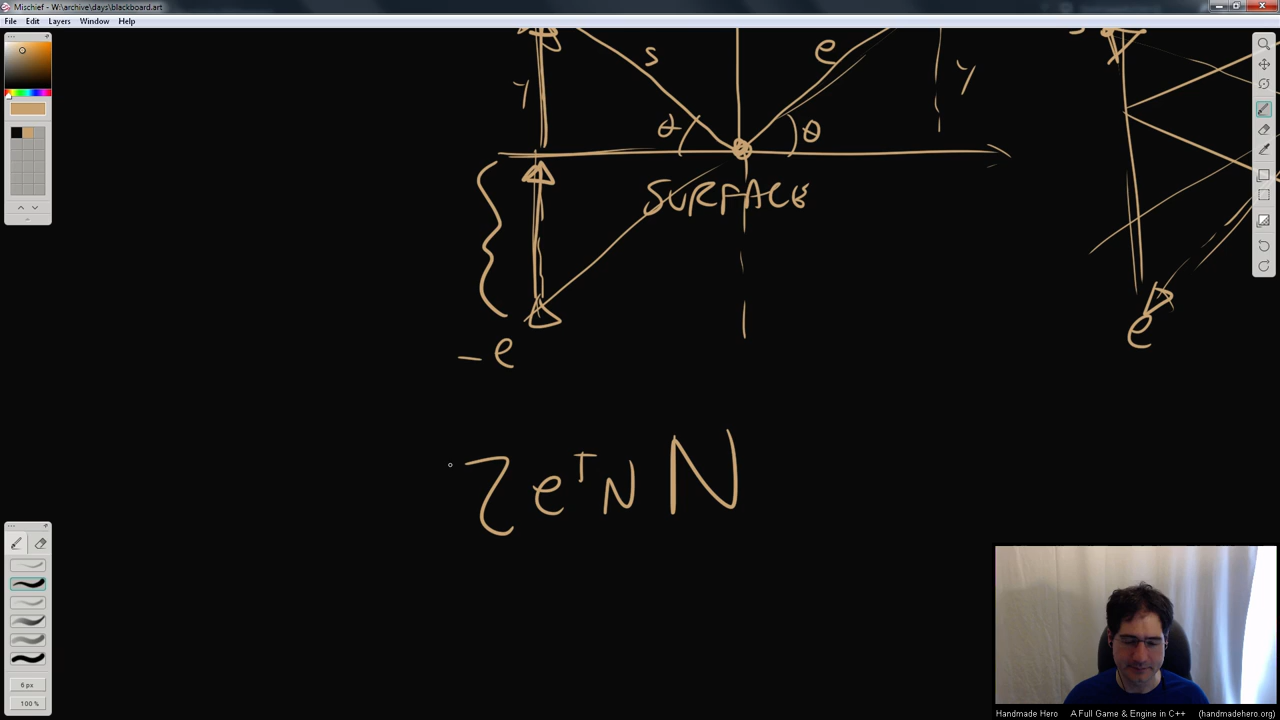 Mischief - W:\archive\days\blackboard.art
File Edit Layers Window Help
s e
y y
θ θ
SURFACE
- e
e
2 e^T N N
6 px
100 %
Handmade Hero A Full Game & Engine in C++ (handmadehero.org)